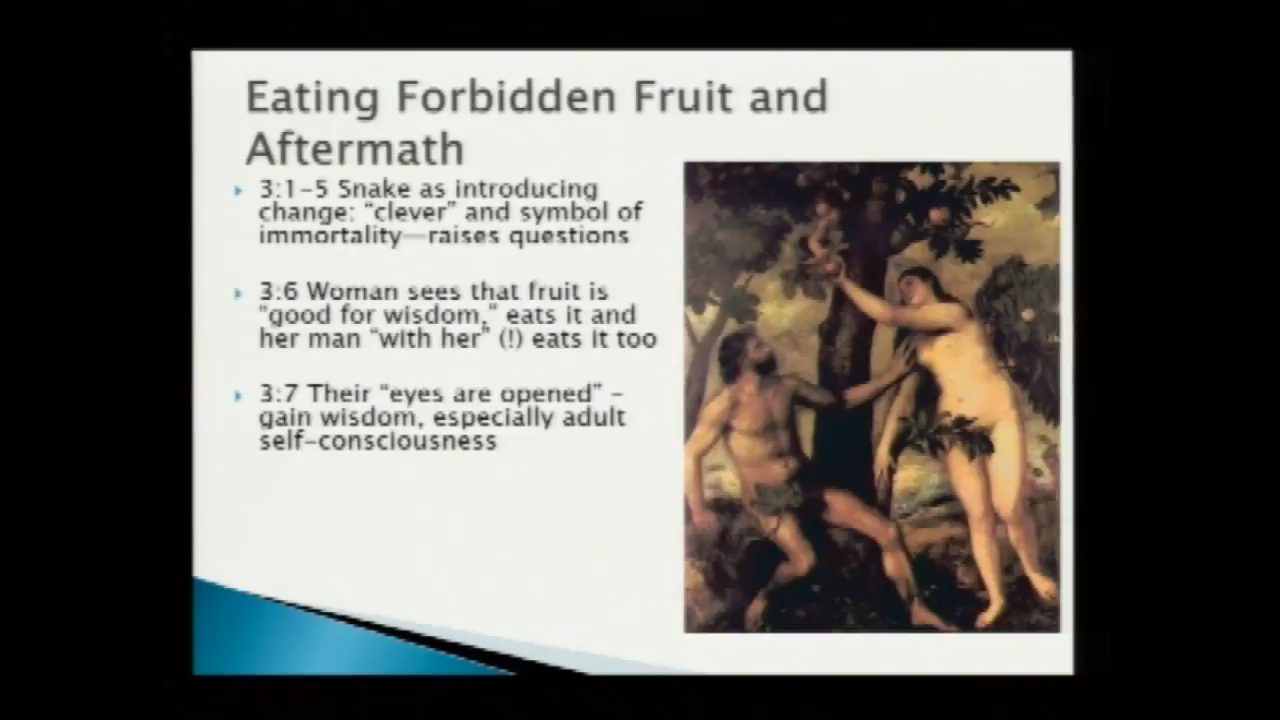 Eating Forbidden Fruit and
Aftermath
3:1-5 Snake as introducing
change: “clever” and symbol of
immortality—raises questions
3:6 Woman sees that fruit is
“good for wisdom,” eats it and
her man “with her” (!) eats it too
3:7 Their “eyes are opened” –
gain wisdom, especially adult
self-consciousness